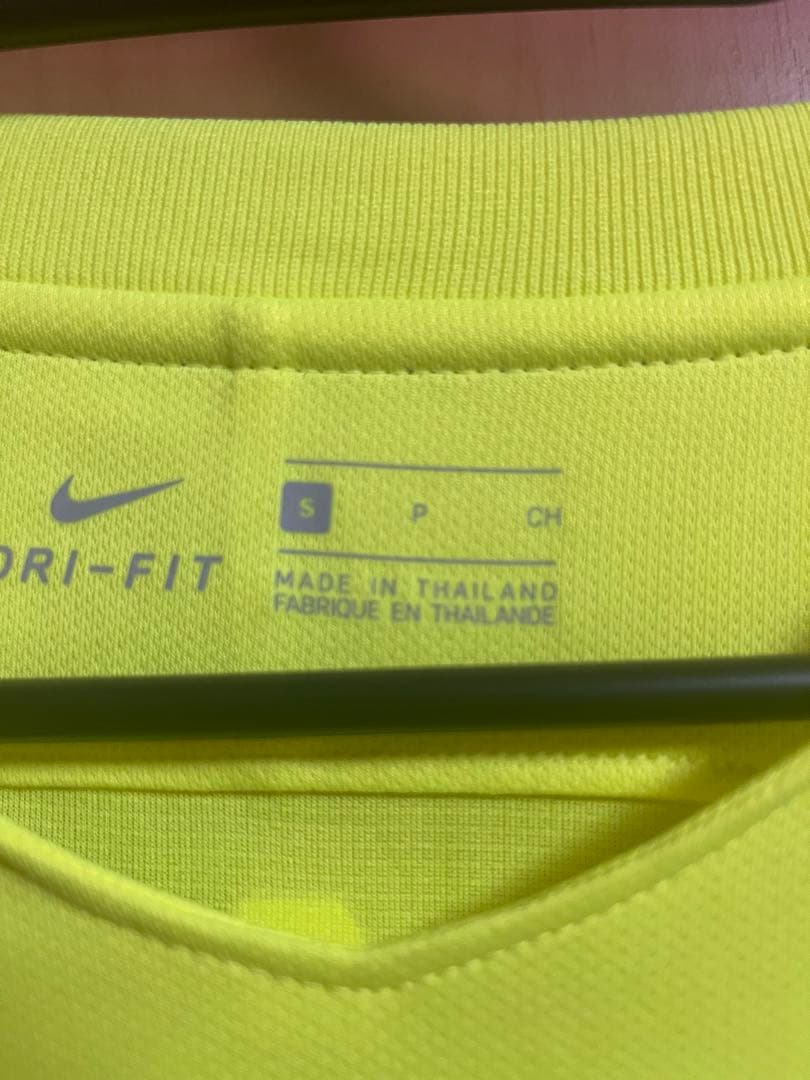 S P CH
DRI-FIT
MADE IN THAILAND
FABRIQUE EN THAILANDE